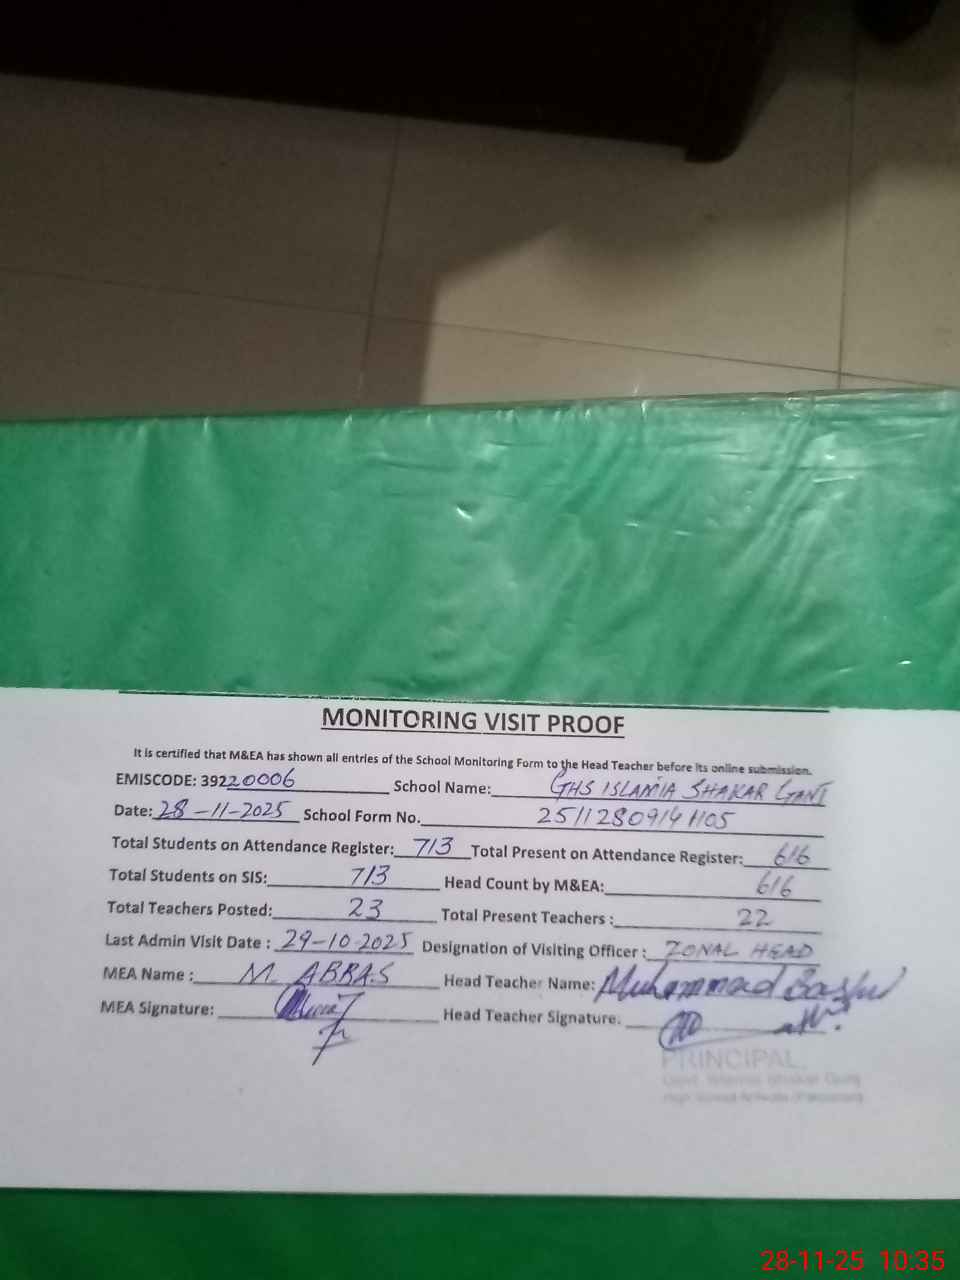 MONITORING VISIT PROOF
It is certified that M&EA has shown all entries of the School Monitoring Form to the Head Teacher before its online submission.
EMISCODE: 39220006 School Name: GHS ISLAMIA SHAKAR GANJ
Date: 28-11-2025 School Form No. 25112809141105
Total Students on Attendance Register: 713 Total Present on Attendance Register: 616
Total Students on SIS: 713 Head Count by M&EA: 616
Total Teachers Posted: 23 Total Present Teachers : 22
Last Admin Visit Date : 29-10-2025 Designation of Visiting Officer : ZONAL HEAD
MEA Name : M. ABBAS Head Teacher Name: Muhammad
MEA Signature: Head Teacher Signature.
PRINCIPAL
28-11-25 10:35